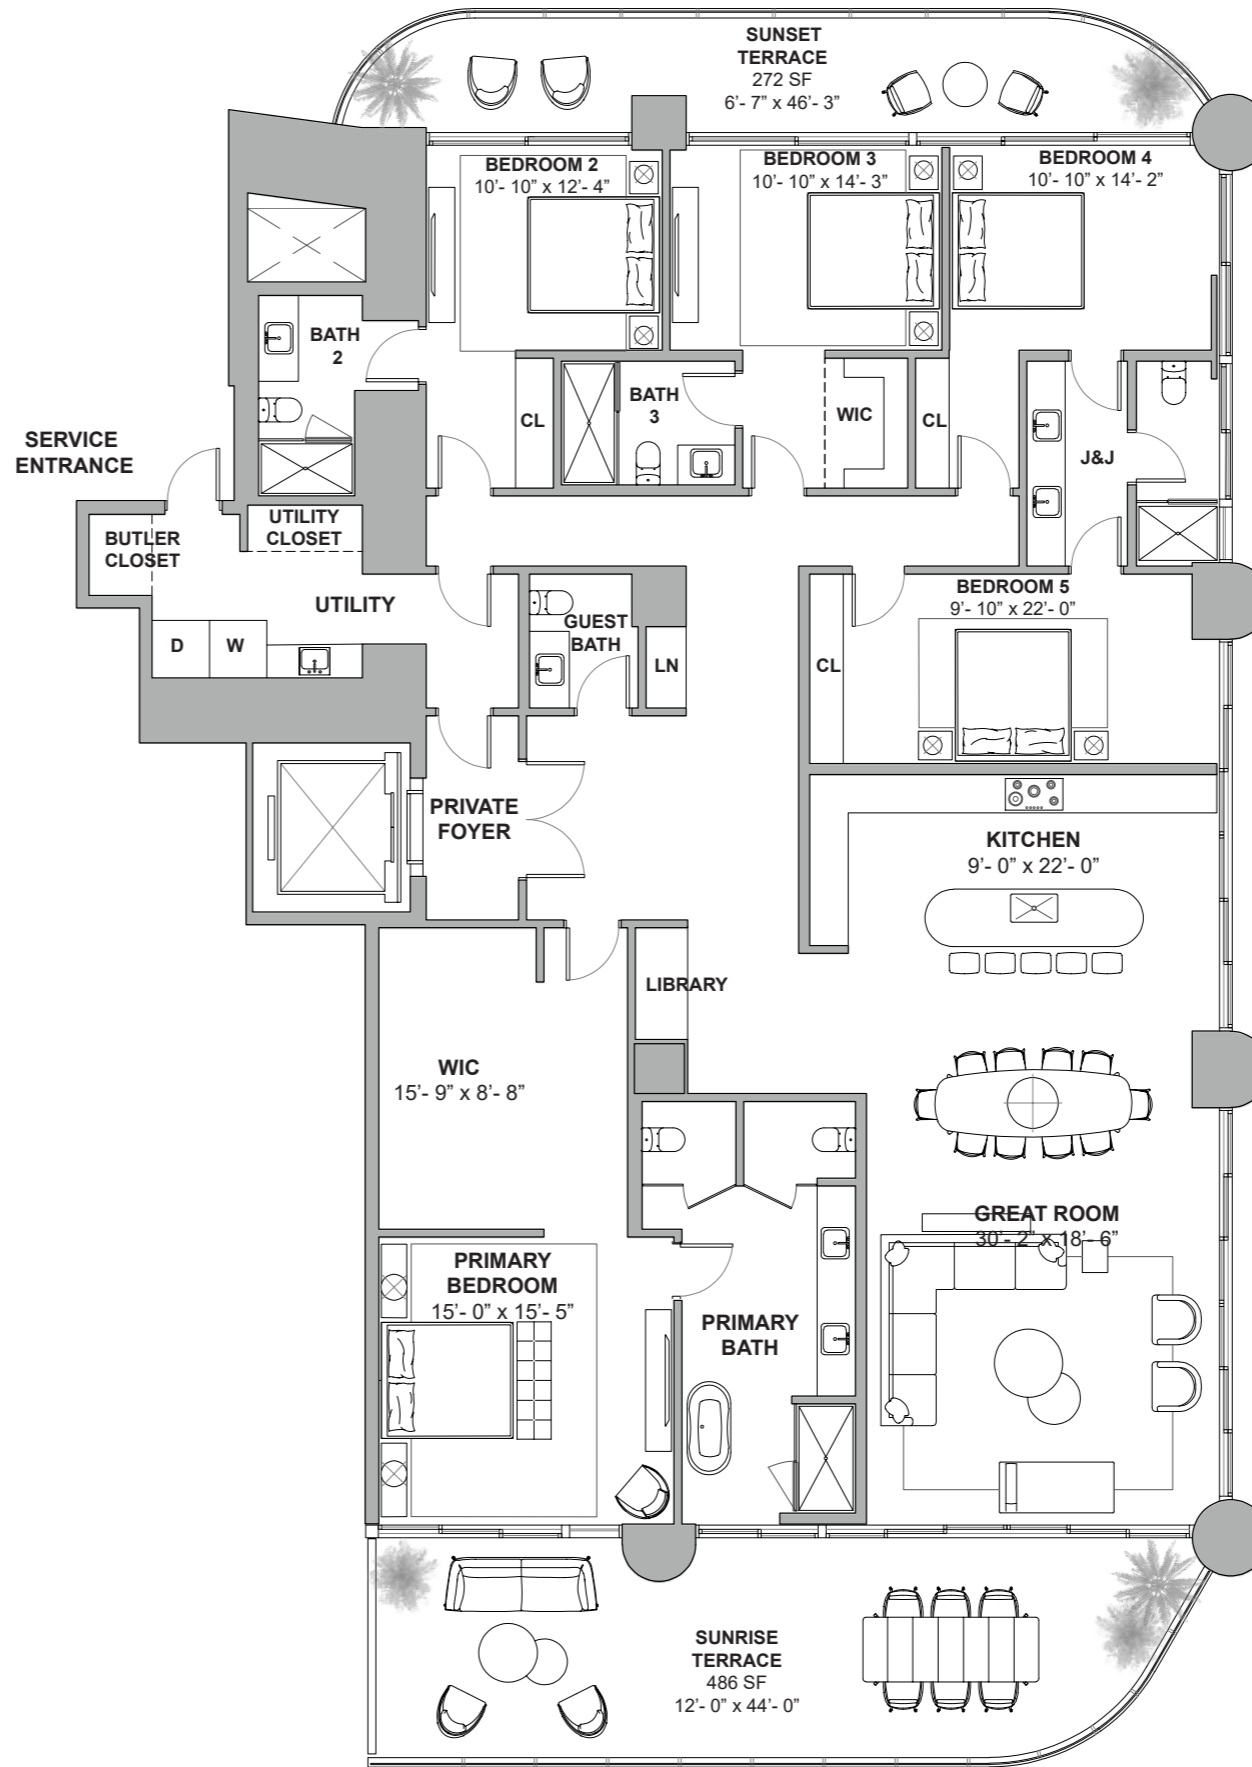 SUNSET
TERRACE
272 SF
6'- 7” x 46'- 3”
BEDROOM 2
10'- 10” x 12'- 4”
BEDROOM 3
10'- 10” x 14'- 3”
BEDROOM 4
10'- 10” x 14'- 2”
BATH
2
CL
BATH
3
WIC
CL
J&J
SERVICE
ENTRANCE
BUTLER
CLOSET
UTILITY
CLOSET
UTILITY
D
W
GUEST
BATH
LN
BEDROOM 5
9'- 10” x 22'- 0”
CL
PRIVATE
FOYER
KITCHEN
9'- 0” x 22'- 0”
LIBRARY
WIC
15'- 9” x 8'- 8”
GREAT ROOM
30'- 2” x 18'- 6”
PRIMARY
BEDROOM
15'- 0” x 15'- 5”
PRIMARY
BATH
SUNRISE
TERRACE
486 SF
12'- 0” x 44'- 0”